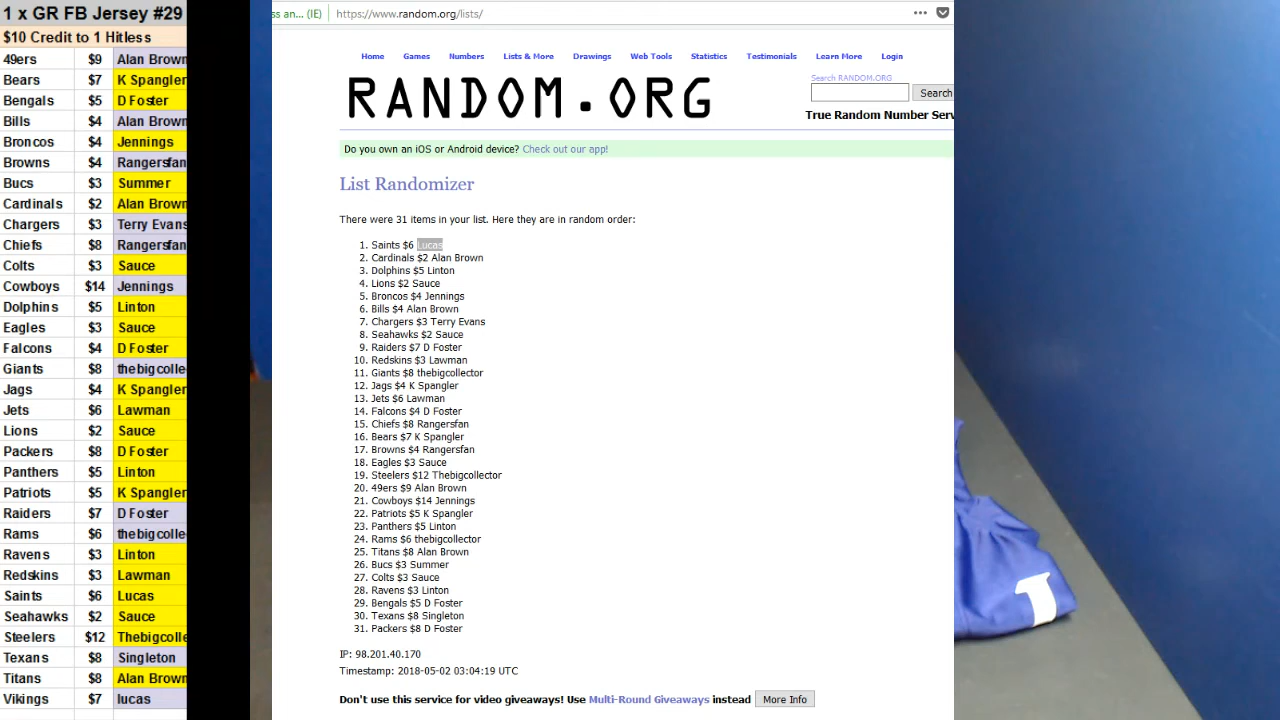 1 x GR FB Jersey #29
$10 Credit to 1 Hitless
49ers $9 Alan Brown
Bears $7 K Spangler
Bengals $5 D Foster
Bills $4 Alan Brown
Broncos $4 Jennings
Browns $4 Rangersfan
Bucs $3 Summer
Cardinals $2 Alan Brown
Chargers $3 Terry Evans
Chiefs $8 Rangersfan
Colts $3 Sauce
Cowboys $14 Jennings
Dolphins $5 Linton
Eagles $3 Sauce
Falcons $4 D Foster
Giants $8 thebigcolle
Jags $4 K Spangler
Jets $6 Lawman
Lions $2 Sauce
Packers $8 D Foster
Panthers $5 Linton
Patriots $5 K Spangler
Raiders $7 D Foster
Rams $6 thebigcolle
Ravens $3 Linton
Redskins $3 Lawman
Saints $6 Lucas
Seahawks $2 Sauce
Steelers $12 Thebigcolle
Texans $8 Singleton
Titans $8 Alan Brown
Vikings $7 lucas
ss an... (IE) https://www.random.org/lists/
Home Games Numbers Lists & More Drawings Web Tools Statistics Testimonials Learn More Login
RANDOM.ORG
Search RANDOM.ORG
Search
True Random Number Serv
Do you own an iOS or Android device? Check out our app!
List Randomizer
There were 31 items in your list. Here they are in random order:
1. Saints $6 Lucas
2. Cardinals $2 Alan Brown
3. Dolphins $5 Linton
4. Lions $2 Sauce
5. Broncos $4 Jennings
6. Bills $4 Alan Brown
7. Chargers $3 Terry Evans
8. Seahawks $2 Sauce
9. Raiders $7 D Foster
10. Redskins $3 Lawman
11. Giants $8 thebigcollector
12. Jags $4 K Spangler
13. Jets $6 Lawman
14. Falcons $4 D Foster
15. Chiefs $8 Rangersfan
16. Bears $7 K Spangler
17. Browns $4 Rangersfan
18. Eagles $3 Sauce
19. Steelers $12 Thebigcollector
20. 49ers $9 Alan Brown
21. Cowboys $14 Jennings
22. Patriots $5 K Spangler
23. Panthers $5 Linton
24. Rams $6 thebigcollector
25. Titans $8 Alan Brown
26. Bucs $3 Summer
27. Colts $3 Sauce
28. Ravens $3 Linton
29. Bengals $5 D Foster
30. Texans $8 Singleton
31. Packers $8 D Foster
IP: 98.201.40.170
Timestamp: 2018-05-02 03:04:19 UTC
Don't use this service for video giveaways! Use Multi-Round Giveaways instead More Info